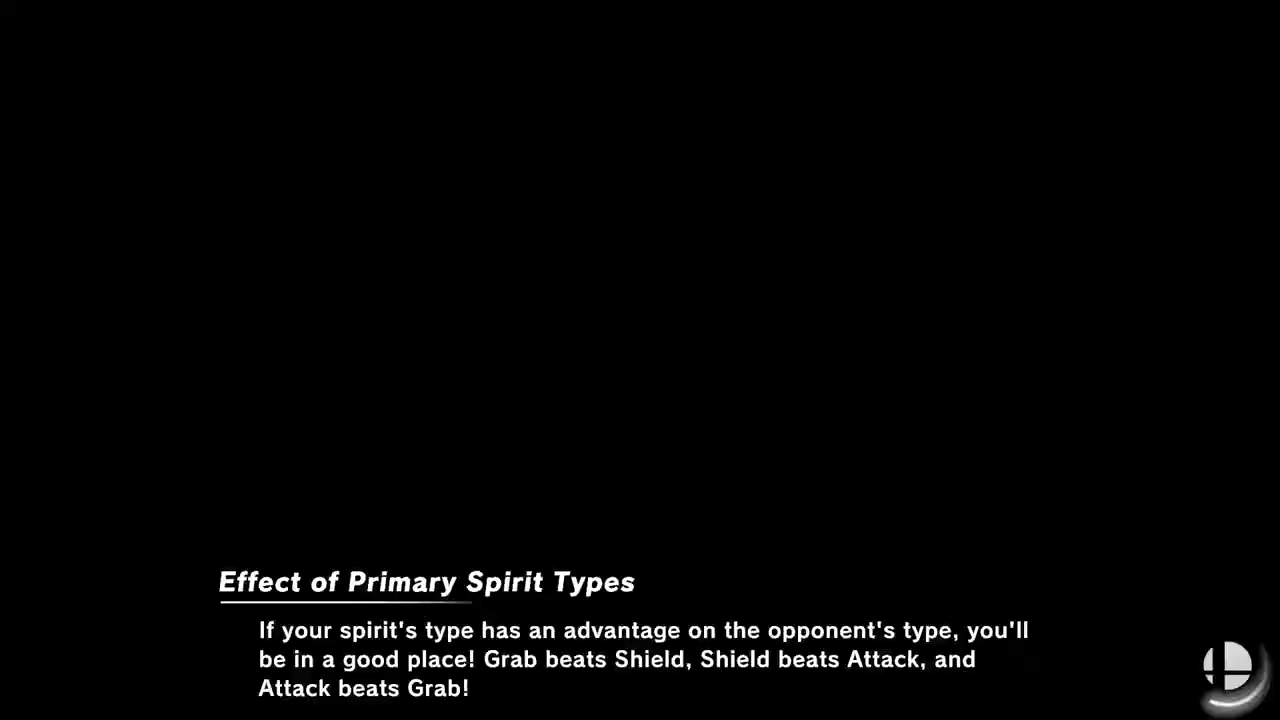 Effect of Primary Spirit Types
If your spirit's type has an advantage on the opponent's type, you'll
be in a good place! Grab beats Shield, Shield beats Attack, and
Attack beats Grab!